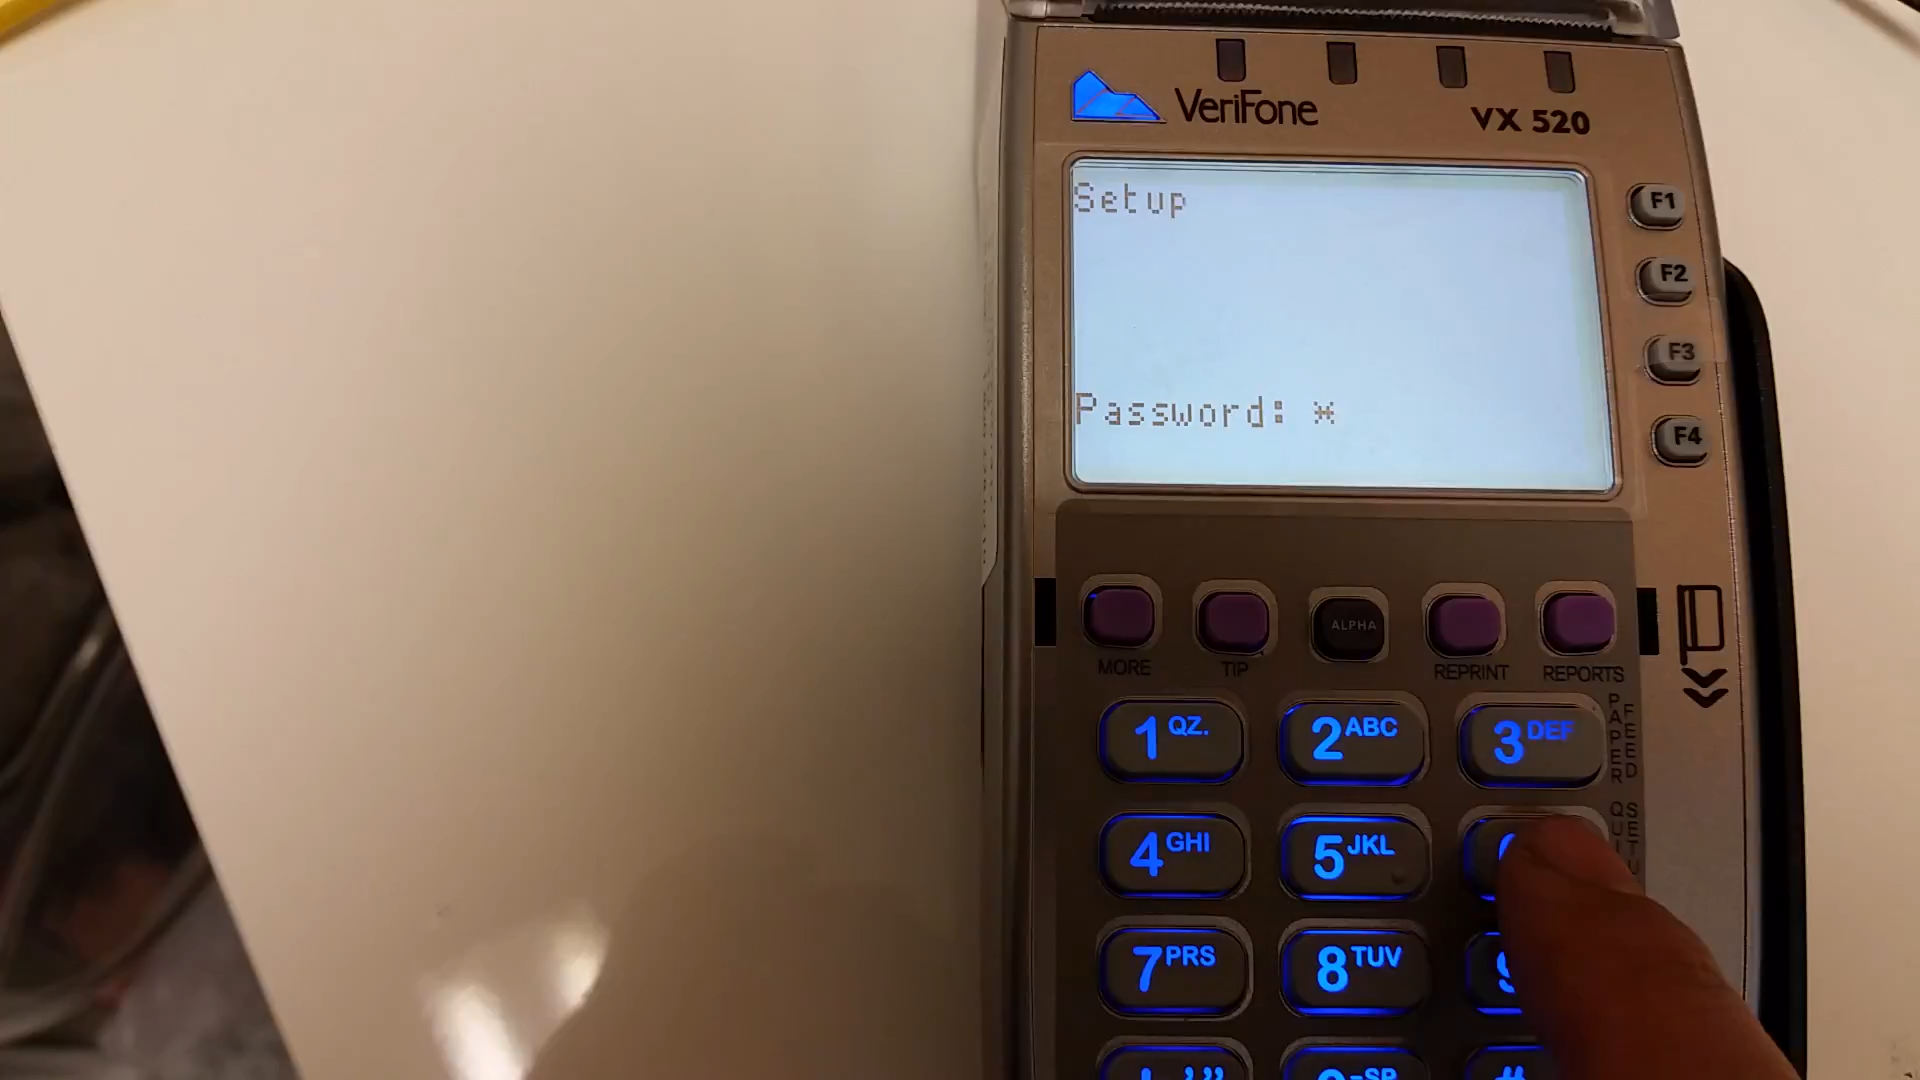 VeriFone
VX 520
Setup
Password: *
F1
F2
F3
F4
ALPHA
MORE
TIP
REPRINT
REPORTS
1 QZ.
2 ABC
3 DEF
PAPER
FEED
4 GHI
5 JKL
7 PRS
8 TUV
9